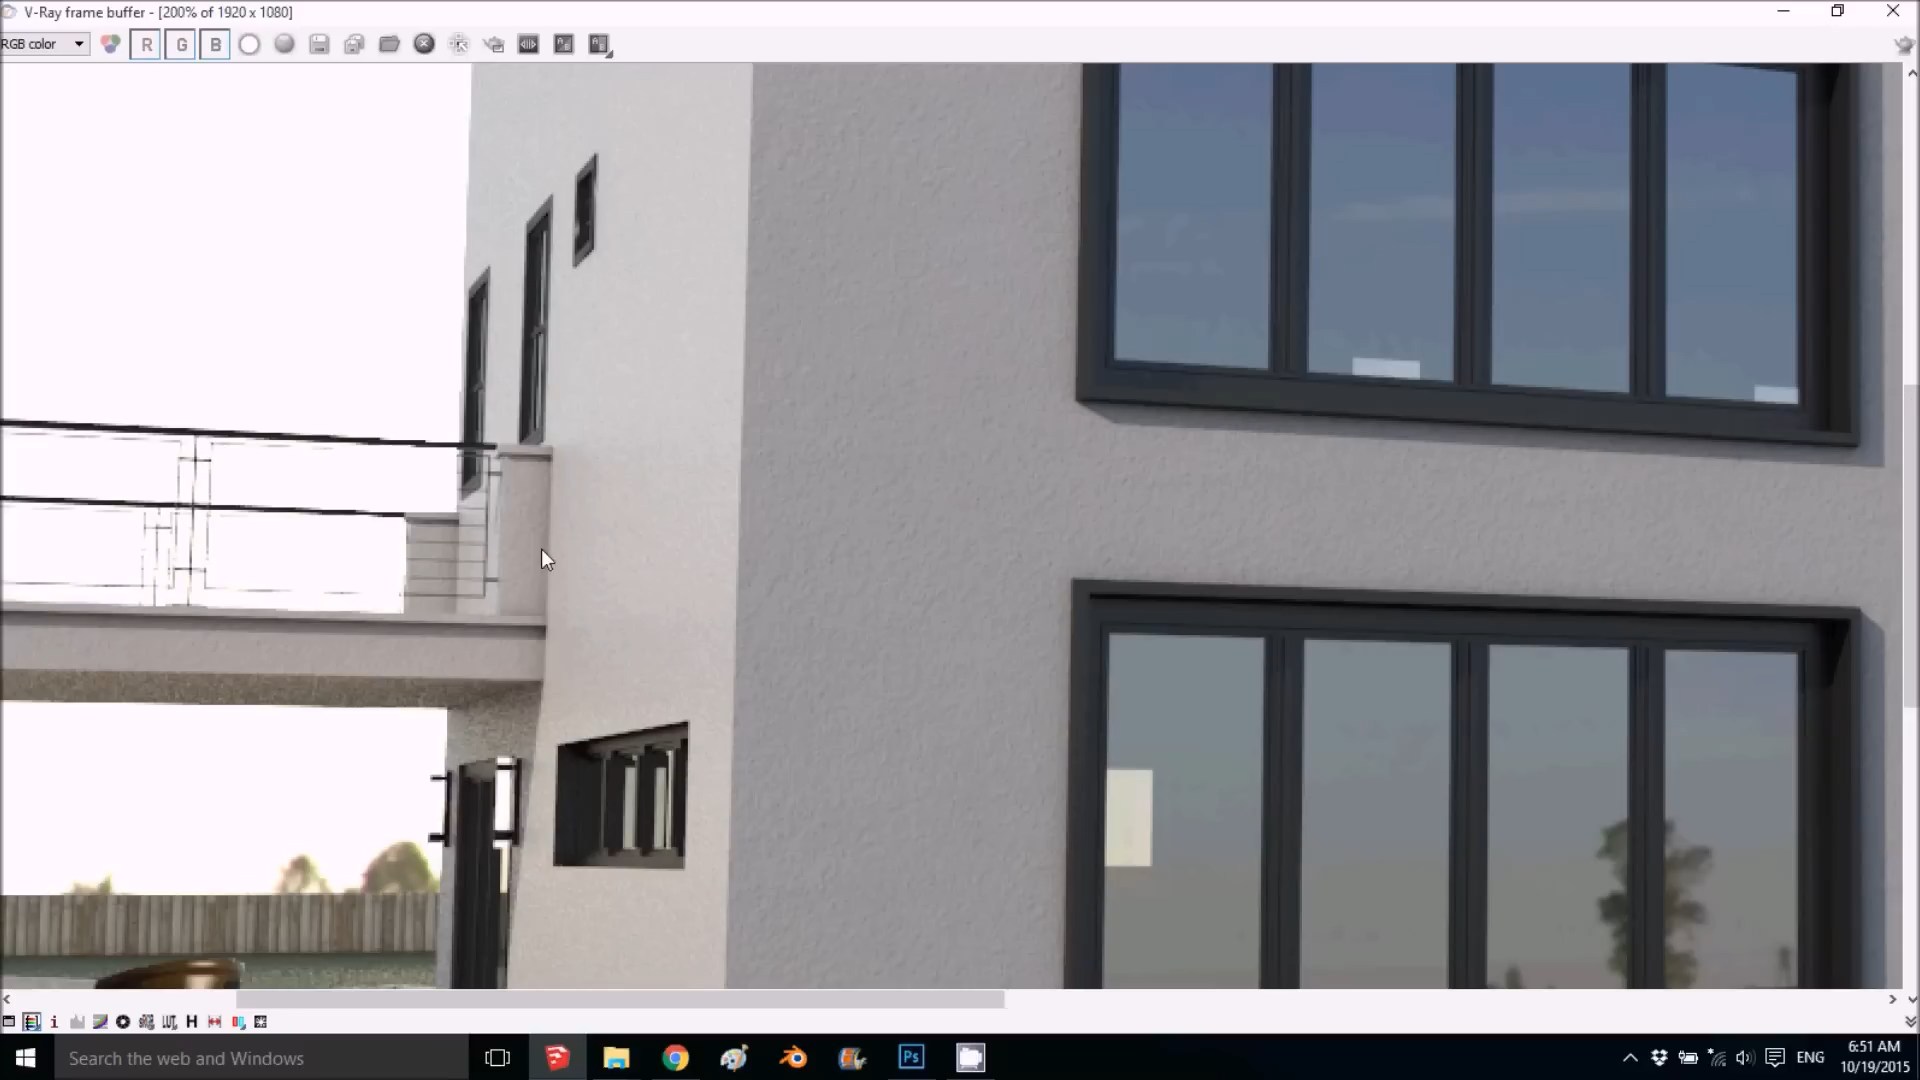 V-Ray frame buffer - [200% of 1920 x 1080]
RGB color
R G B
i
H
Search the web and Windows
Ps
ENG
6:51 AM
10/19/2015